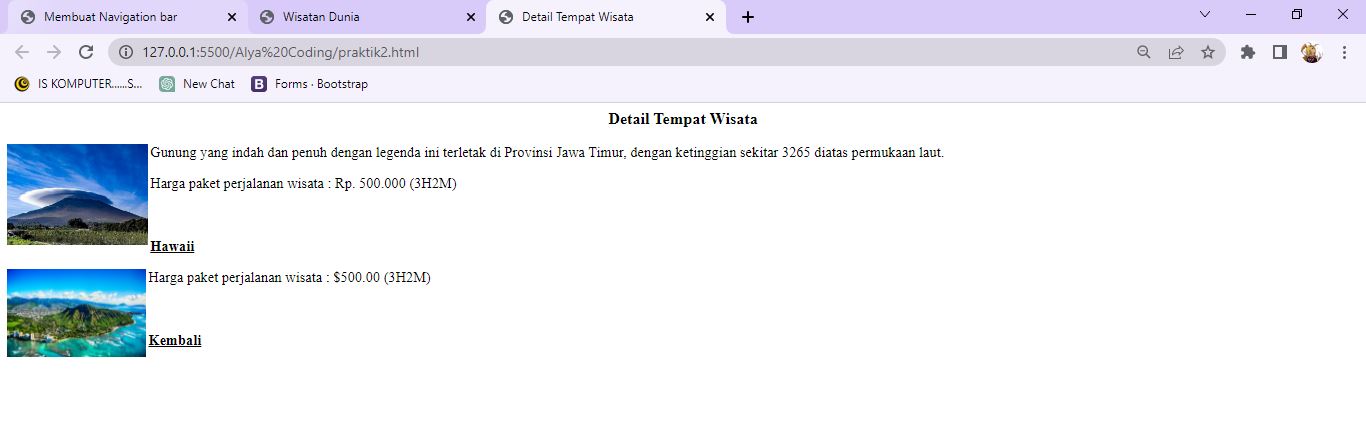 Membuat Navigation bar
Wisatan Dunia
Detail Tempat Wisata
127.0.0.1:5500/Alya%20Coding/praktik2.html
IS KOMPUTER......S...
New Chat
Forms · Bootstrap
Detail Tempat Wisata
Gunung yang indah dan penuh dengan legenda ini terletak di Provinsi Jawa Timur, dengan ketinggian sekitar 3265 diatas permukaan laut.
Harga paket perjalanan wisata : Rp. 500.000 (3H2M)
Hawaii
Harga paket perjalanan wisata : $500.00 (3H2M)
Kembali